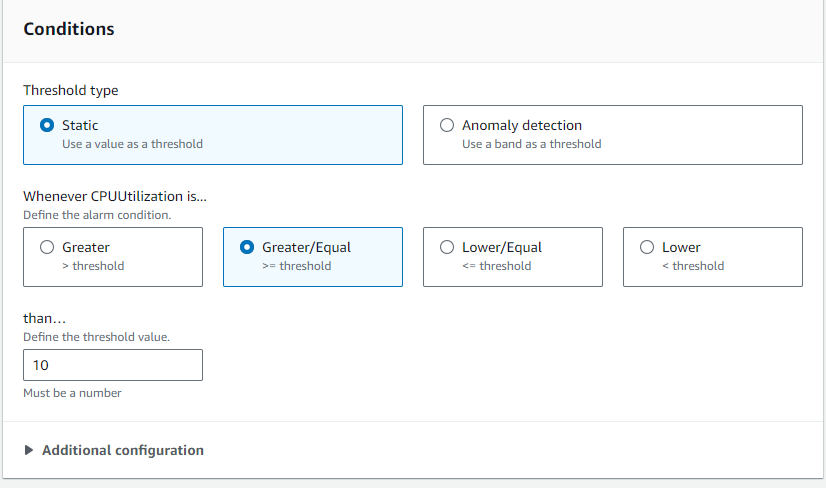 Conditions
Threshold type
Static
Use a value as a threshold
Anomaly detection
Use a band as a threshold
Whenever CPUUtilization is...
Define the alarm condition.
Greater
> threshold
Greater/Equal
>= threshold
Lower/Equal
<= threshold
Lower
< threshold
than…
Define the threshold value.
10
Must be a number
Additional configuration